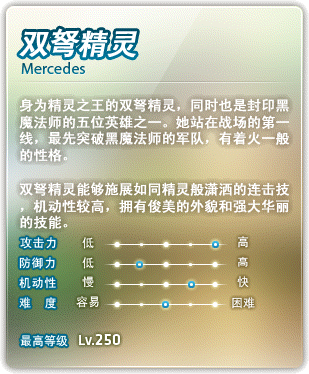 双弩精灵
Mercedes
身为精灵之王的双弩精灵，同时也是封印黑
魔法师的五位英雄之一。她站在战场的第一
线，最先突破黑魔法师的军队，有着火一般
的性格。
双弩精灵能够施展如同精灵般潇洒的连击技
，机动性较高，拥有俊美的外貌和强大华丽
的技能。
攻击力 低 高
防御力 低 高
机动性 慢 快
难 度 容易 困难
最高等级 Lv.250